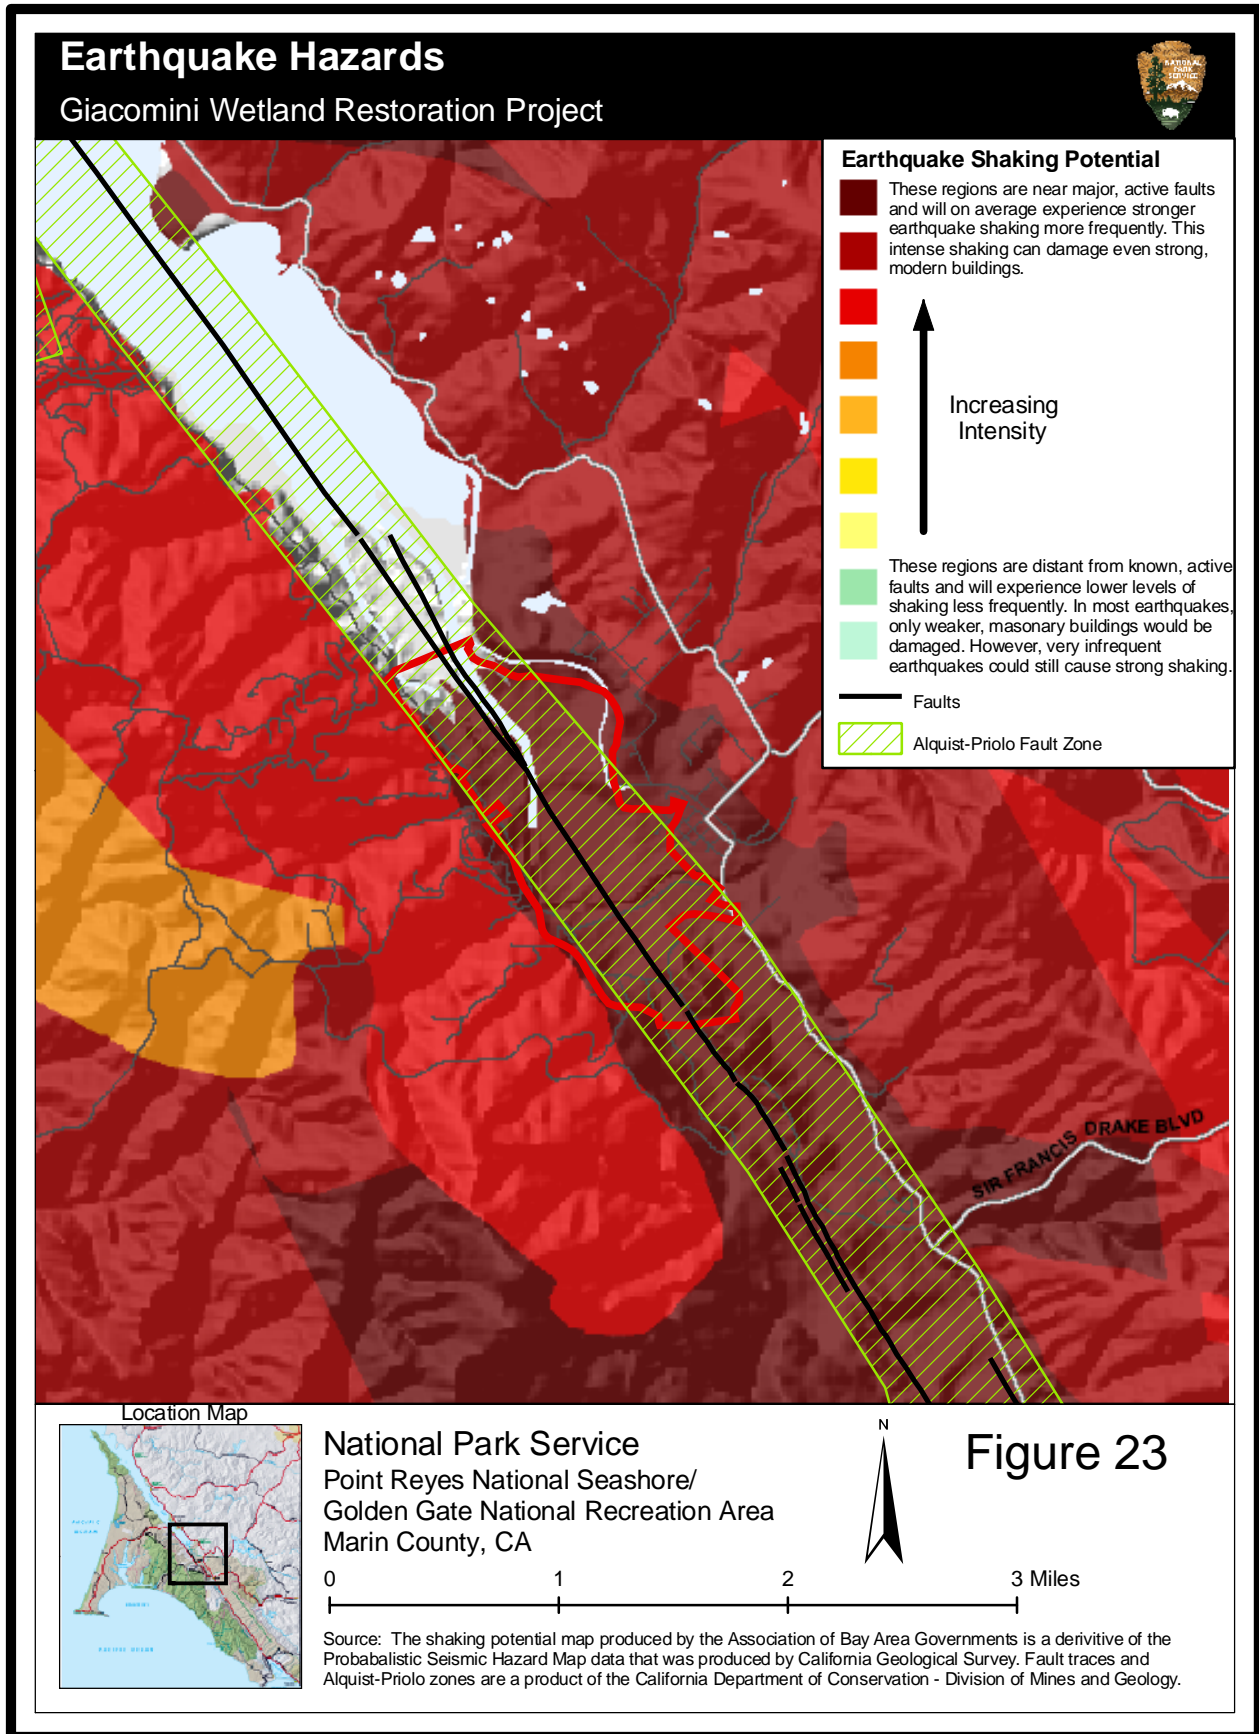 Earthquake Hazards
Giacomini Wetland Restoration Project
NATIONAL
PARK
SERVICE
Earthquake Shaking Potential
These regions are near major, active faults
and will on average experience stronger
earthquake shaking more frequently. This
intense shaking can damage even strong,
modern buildings.
Increasing
Intensity
These regions are distant from known, active
faults and will experience lower levels of
shaking less frequently. In most earthquakes,
only weaker, masonary buildings would be
damaged. However, very infrequent
earthquakes could still cause strong shaking.
Faults
Alquist-Priolo Fault Zone
SIR FRANCIS DRAKE BLVD
Location Map
PACIFIC
OCEAN
PACIFIC OCEAN
National Park Service
Point Reyes National Seashore/
Golden Gate National Recreation Area
Marin County, CA
N
Figure 23
0 1 2 3 Miles
Source: The shaking potential map produced by the Association of Bay Area Governments is a derivitive of the
Probabalistic Seismic Hazard Map data that was produced by California Geological Survey. Fault traces and
Alquist-Priolo zones are a product of the California Department of Conservation - Division of Mines and Geology.